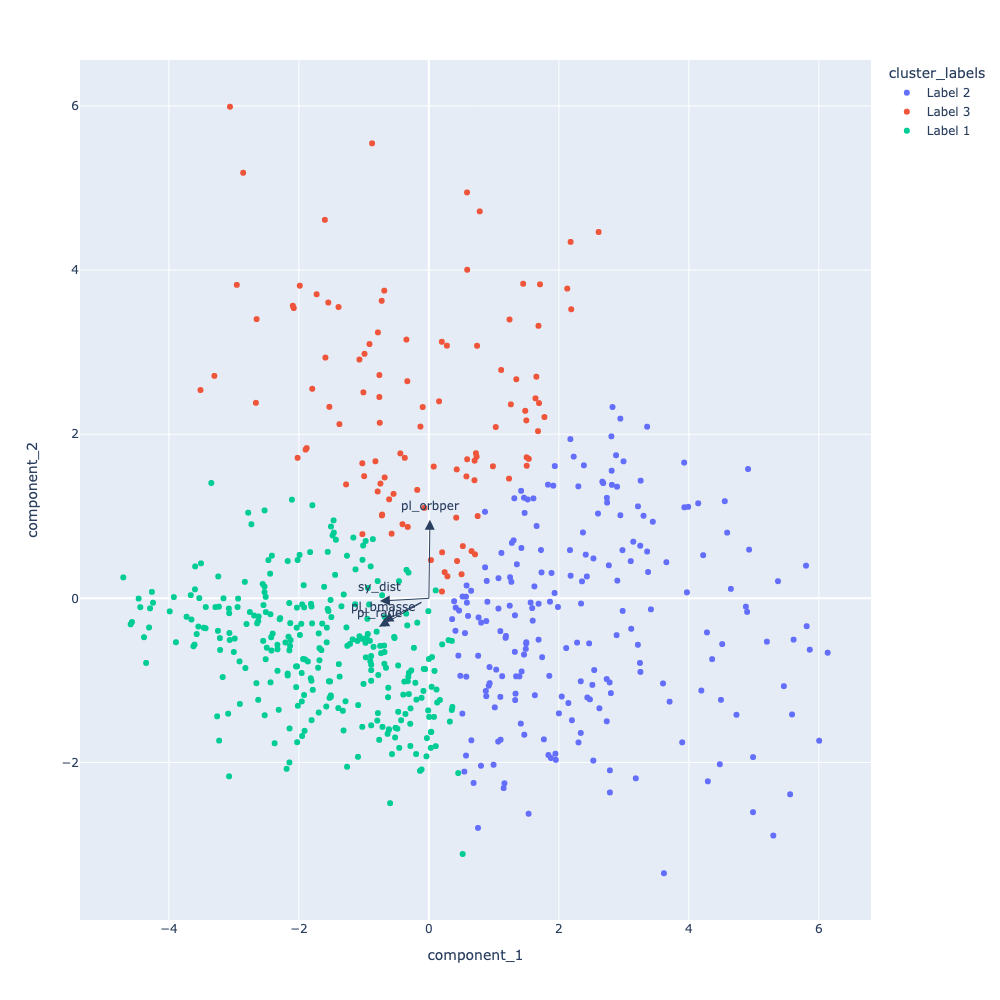 cluster_labels
Label 2
Label 3
Label 1
6
4
2
0
−2
component_2
pl_orbper
sy_dist
pl_bmasse
pl_rade
−4
−2
0
2
4
6
component_1